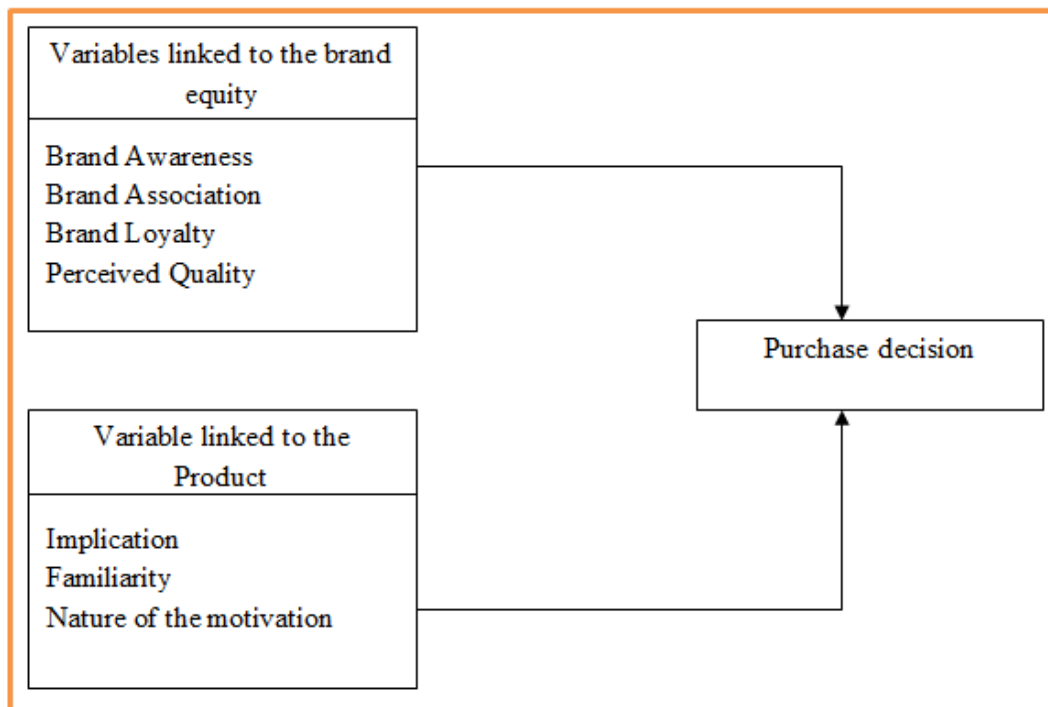 Variables linked to the brand
equity
Brand Awareness
Brand Association
Brand Loyalty
Perceived Quality
Purchase decision
Variable linked to the
Product
Implication
Familiarity
Nature of the motivation